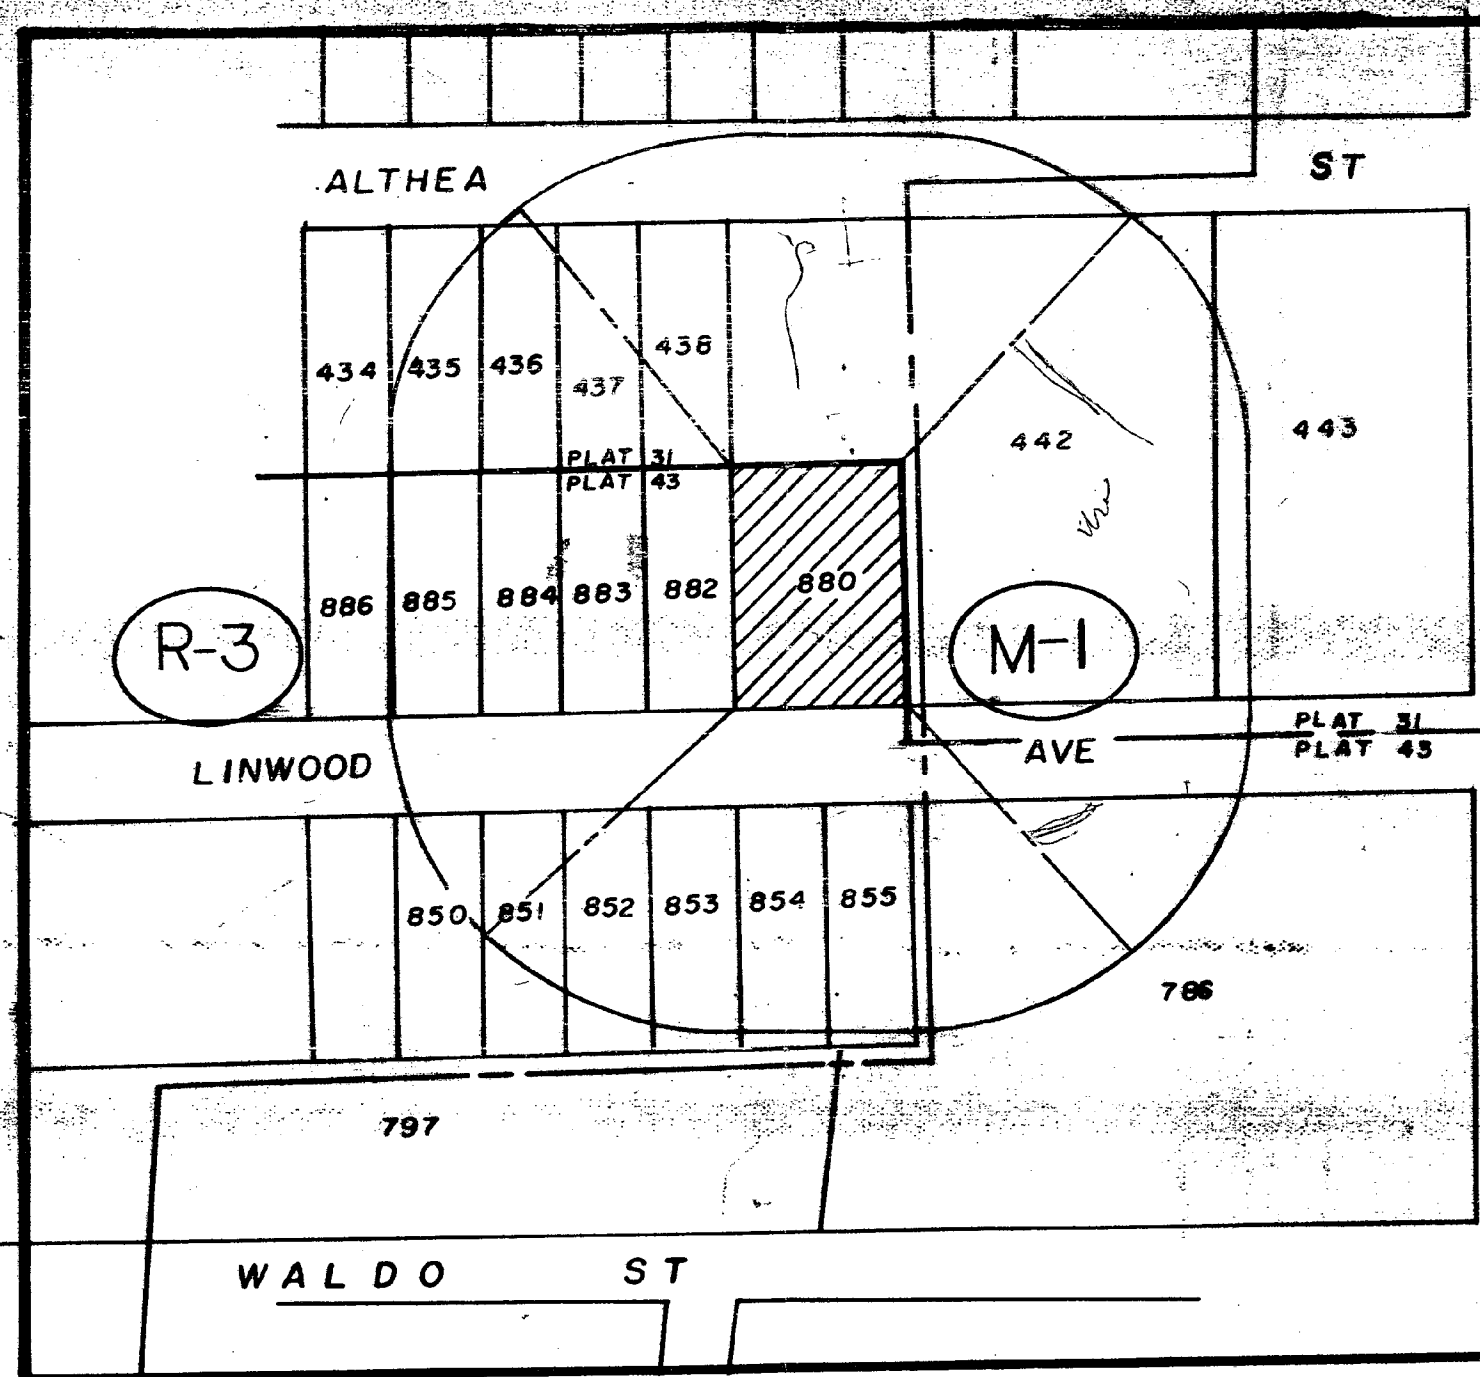 ALTHEA ST
434 435 436 437 438
442 443
PLAT 31
PLAT 43
886 885 884 883 882 880
R-3 M-1
PLAT 31
PLAT 43
LINWOOD AVE
850 851 852 853 854 855
786
797
WALDO ST